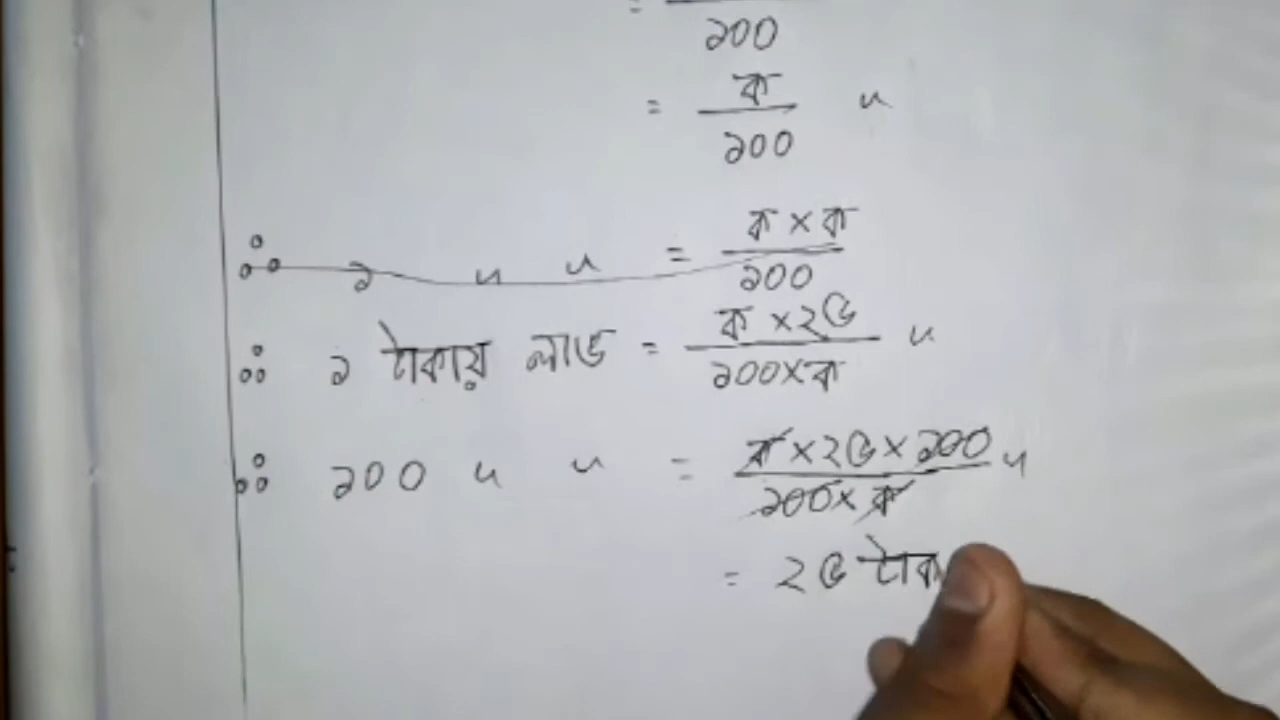 = ১০০
= ক/১০০ "
∴ ১ " " = ক × ক/১০০
∴ ১ টাকায় লাভ = ক × ২৫/১০০ × ক "
∴ ১০০ " " = ক × ২৫ × ১০০/১০০ × ক "
= ২৫ টাক